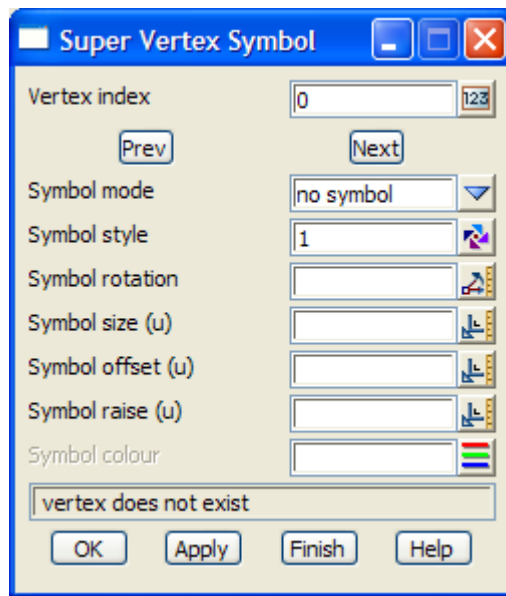 Super Vertex Symbol
Vertex index 0 123
Prev Next
Symbol mode no symbol
Symbol style 1
Symbol rotation
Symbol size (u)
Symbol offset (u)
Symbol raise (u)
Symbol colour
vertex does not exist
OK Apply Finish Help